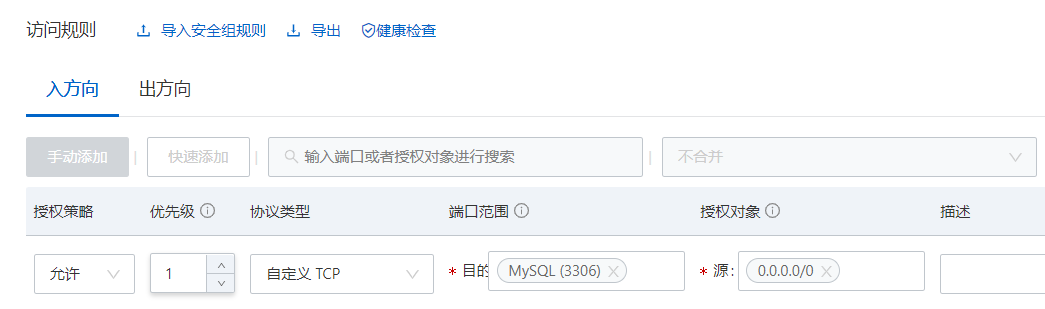 访问规则 导入安全组规则 导出 健康检查
入方向 出方向
手动添加 快速添加 输入端口或者授权对象进行搜索 不合并
授权策略 优先级 协议类型 端口范围 授权对象 描述
允许 1 自定义 TCP * 目的 MySQL (3306) * 源: 0.0.0.0/0